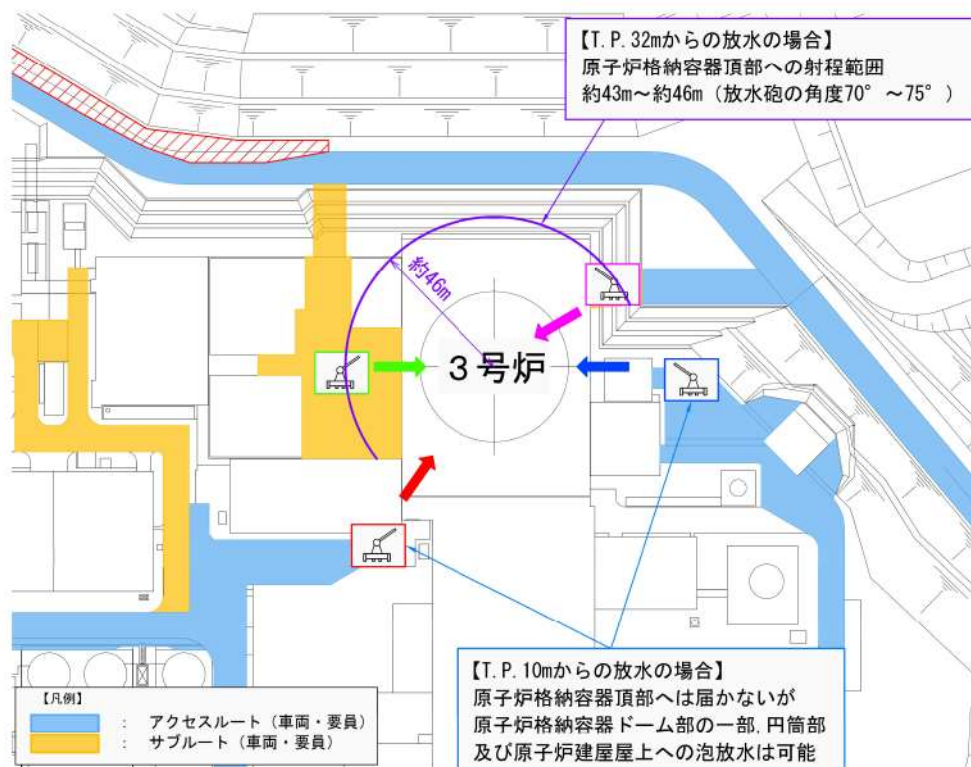 【T.P.32mからの放水の場合】
原子炉格納容器頂部への射程範囲
約43m～約46m（放水砲の角度70°～75°）
約46m
３号炉
【T.P.10mからの放水の場合】
原子炉格納容器頂部へは届かないが
原子炉格納容器ドーム部の一部,円筒部
及び原子炉建屋屋上への泡放水は可能
【凡例】
： アクセスルート（車両・要員）
： サブルート（車両・要員）